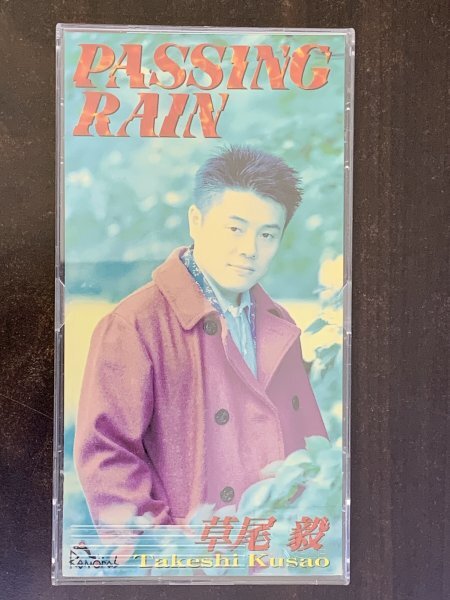 PASSING
RAIN
草尾 毅
Takeshi Kusao